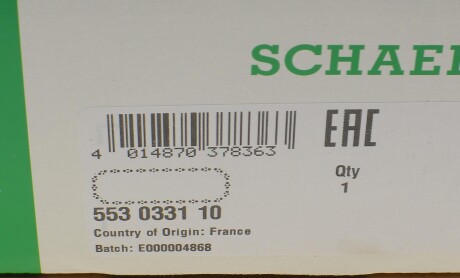 SCHAE
EAC
4 014870 378363
Qty
1
553 0331 10
Country of Origin: France
Batch: E000004868